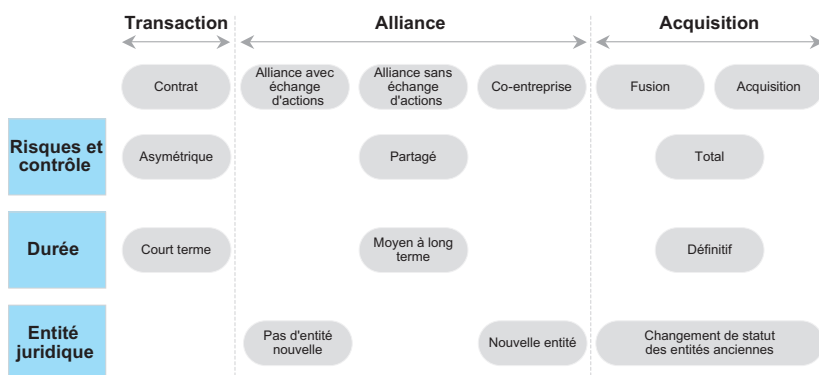 Transaction
Alliance
Acquisition
Contrat
Alliance avec
échange
d'actions
Alliance sans
échange
d'actions
Co-entreprise
Fusion
Acquisition
Risques et
contrôle
Asymétrique
Partagé
Total
Durée
Court terme
Moyen à long
terme
Définitif
Entité
juridique
Pas d'entité
nouvelle
Nouvelle entité
Changement de statut
des entités anciennes